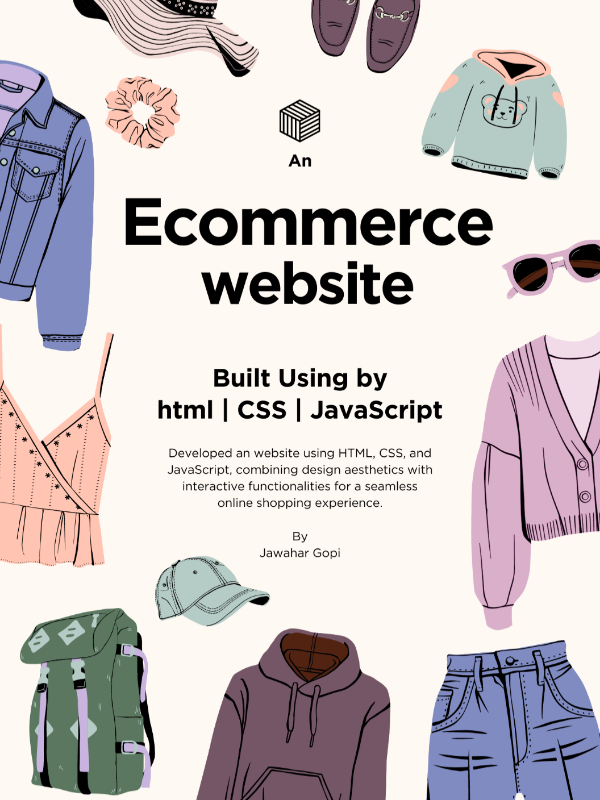 An
Ecommerce
website
Built Using by
html | CSS | JavaScript
Developed an website using HTML, CSS, and
JavaScript, combining design aesthetics with
interactive functionalities for a seamless
online shopping experience.
By
Jawahar Gopi